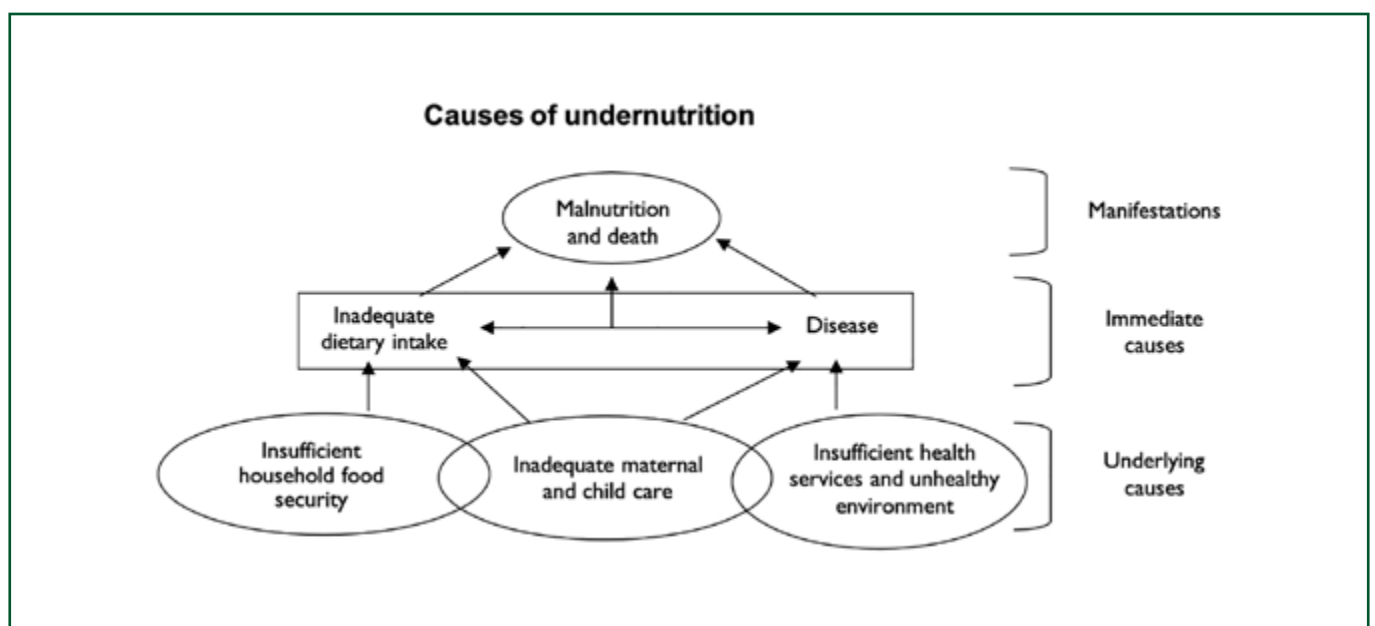 Causes of undernutrition
Malnutrition
and death
Manifestations
Inadequate
dietary intake
Disease
Immediate
causes
Insufficient
household food
security
Inadequate maternal
and child care
Insufficient health
services and unhealthy
environment
Underlying
causes